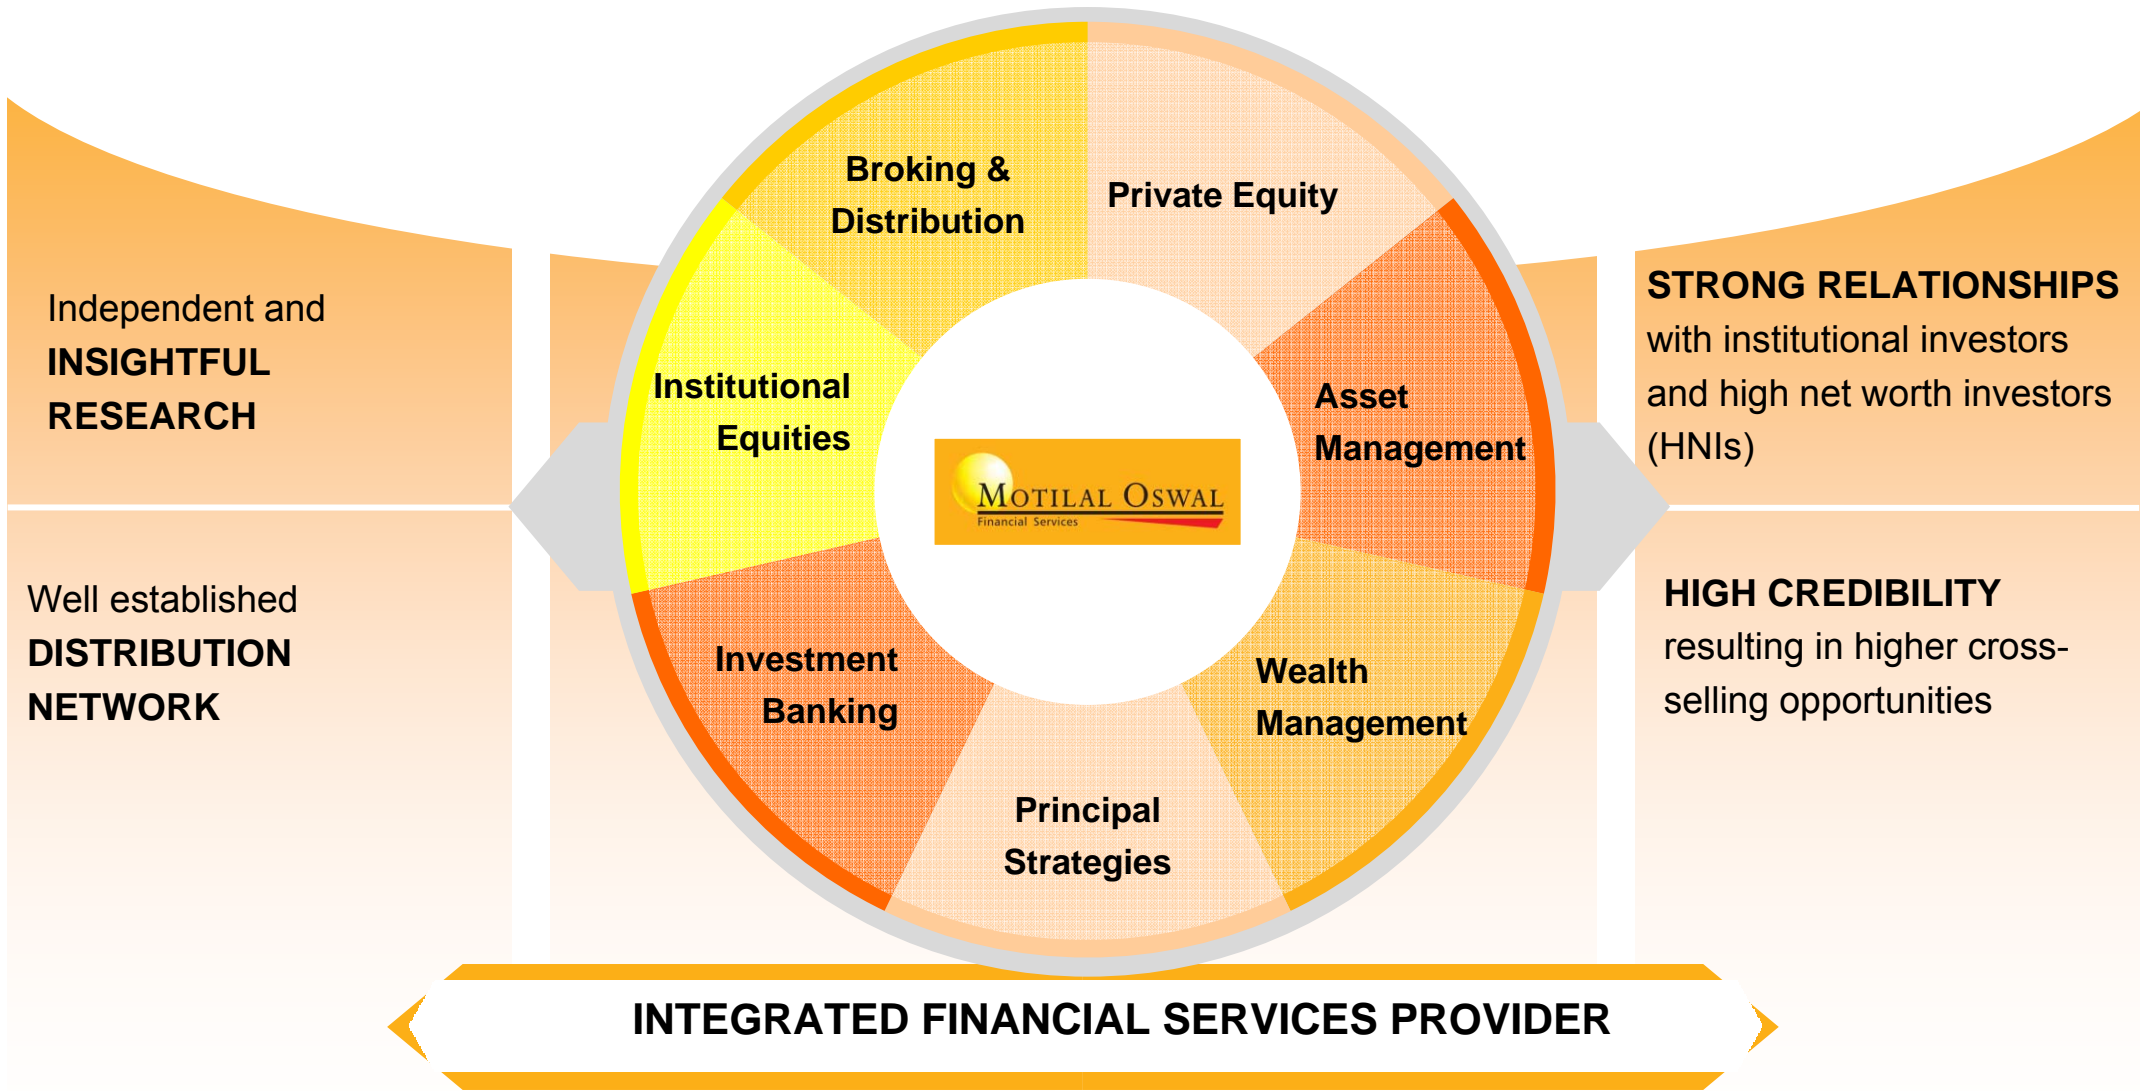 Broking &
Distribution
Private Equity
Independent and
INSIGHTFUL
RESEARCH
Institutional
Equities
Asset
Management
STRONG RELATIONSHIPS
with institutional investors
and high net worth investors
(HNIs)
MOTILAL OSWAL
Financial Services
Well established
DISTRIBUTION
NETWORK
Investment
Banking
Wealth
Management
HIGH CREDIBILITY
resulting in higher cross-
selling opportunities
Principal
Strategies
INTEGRATED FINANCIAL SERVICES PROVIDER